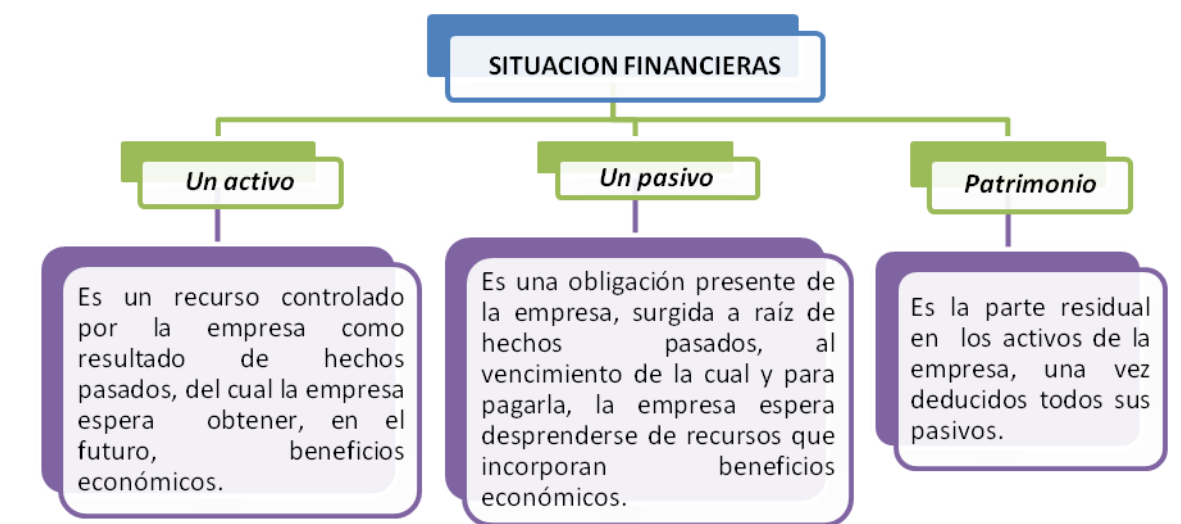 SITUACION FINANCIERAS
Un activo
Es un recurso controlado
por la empresa como
resultado de hechos
pasados, del cual la empresa
espera obtener, en el
futuro, beneficios
económicos.
Un pasivo
Es una obligación presente de
la empresa, surgida a raíz de
hechos pasados, al
vencimiento de la cual y para
pagarla, la empresa espera
desprenderse de recursos que
incorporan beneficios
económicos.
Patrimonio
Es la parte residual
en los activos de la
empresa, una vez
deducidos todos sus
pasivos.